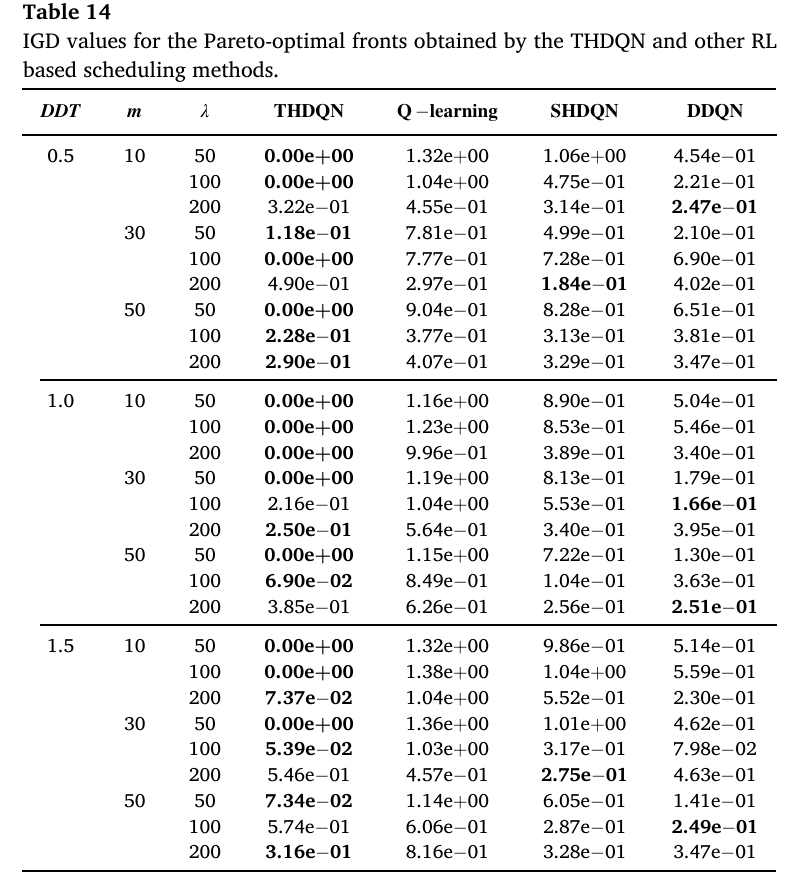 Table 14
IGD values for the Pareto-optimal fronts obtained by the THDQN and other RL
based scheduling methods.
DDT m λ THDQN Q −learning SHDQN DDQN
0.5 10 50 0.00e+00 1.32e+00 1.06e+00 4.54e−01
100 0.00e+00 1.04e+00 4.75e−01 2.21e−01
200 3.22e−01 4.55e−01 3.14e−01 2.47e−01
30 50 1.18e−01 7.81e−01 4.99e−01 2.10e−01
100 0.00e+00 7.77e−01 7.28e−01 6.90e−01
200 4.90e−01 2.97e−01 1.84e−01 4.02e−01
50 50 0.00e+00 9.04e−01 8.28e−01 6.51e−01
100 2.28e−01 3.77e−01 3.13e−01 3.81e−01
200 2.90e−01 4.07e−01 3.29e−01 3.47e−01
1.0 10 50 0.00e+00 1.16e+00 8.90e−01 5.04e−01
100 0.00e+00 1.23e+00 8.53e−01 5.46e−01
200 0.00e+00 9.96e−01 3.89e−01 3.40e−01
30 50 0.00e+00 1.19e+00 8.13e−01 1.79e−01
100 2.16e−01 1.04e+00 5.53e−01 1.66e−01
200 2.50e−01 5.64e−01 3.40e−01 3.95e−01
50 50 0.00e+00 1.15e+00 7.22e−01 1.30e−01
100 6.90e−02 8.49e−01 1.04e−01 3.63e−01
200 3.85e−01 6.26e−01 2.56e−01 2.51e−01
1.5 10 50 0.00e+00 1.32e+00 9.86e−01 5.14e−01
100 0.00e+00 1.38e+00 1.04e+00 5.59e−01
200 7.37e−02 1.04e+00 5.52e−01 2.30e−01
30 50 0.00e+00 1.36e+00 1.01e+00 4.62e−01
100 5.39e−02 1.03e+00 3.17e−01 7.98e−02
200 5.46e−01 4.57e−01 2.75e−01 4.63e−01
50 50 7.34e−02 1.14e+00 6.05e−01 1.41e−01
100 5.74e−01 6.06e−01 2.87e−01 2.49e−01
200 3.16e−01 8.16e−01 3.28e−01 3.47e−01